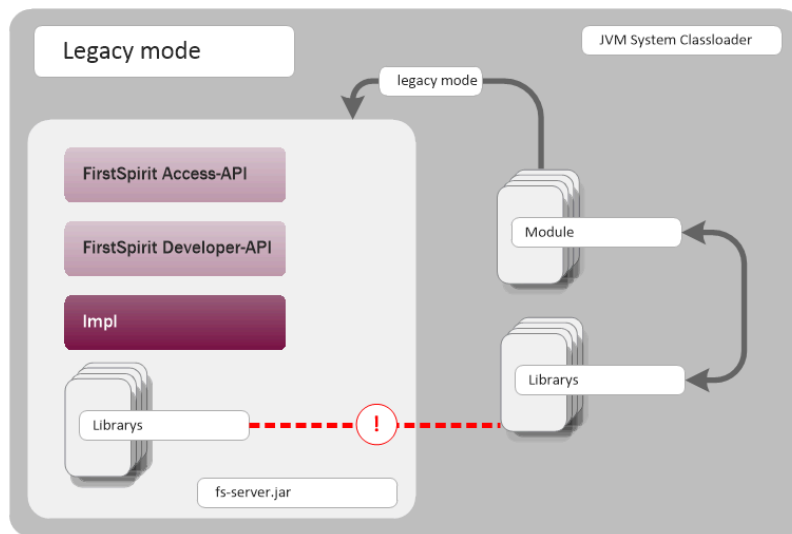 Legacy mode
JVM System Classloader
legacy mode
FirstSpirit Access-API
FirstSpirit Developer-API
Impl
Librarys
!
fs-server.jar
Module
Librarys